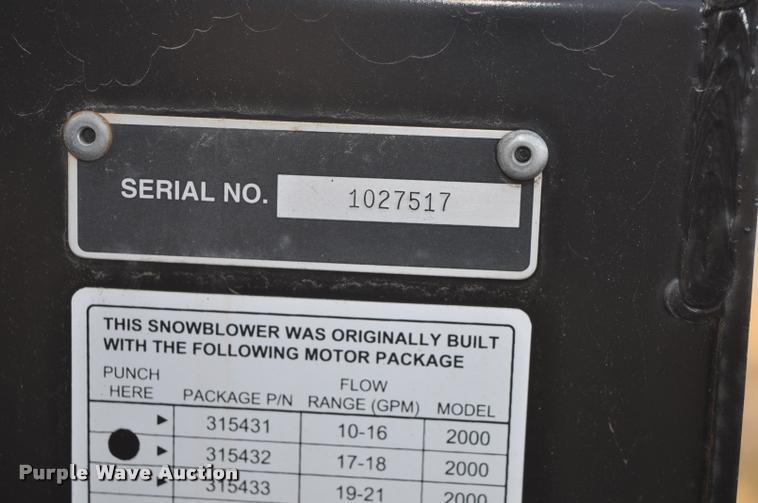 SERIAL NO. 1027517
THIS SNOWBLOWER WAS ORIGINALLY BUILT
WITH THE FOLLOWING MOTOR PACKAGE
PUNCH HERE PACKAGE P/N FLOW RANGE (GPM) MODEL
315431 10-16 2000
315432 17-18 2000
315433 19-21 2000
Purple Wave Auction